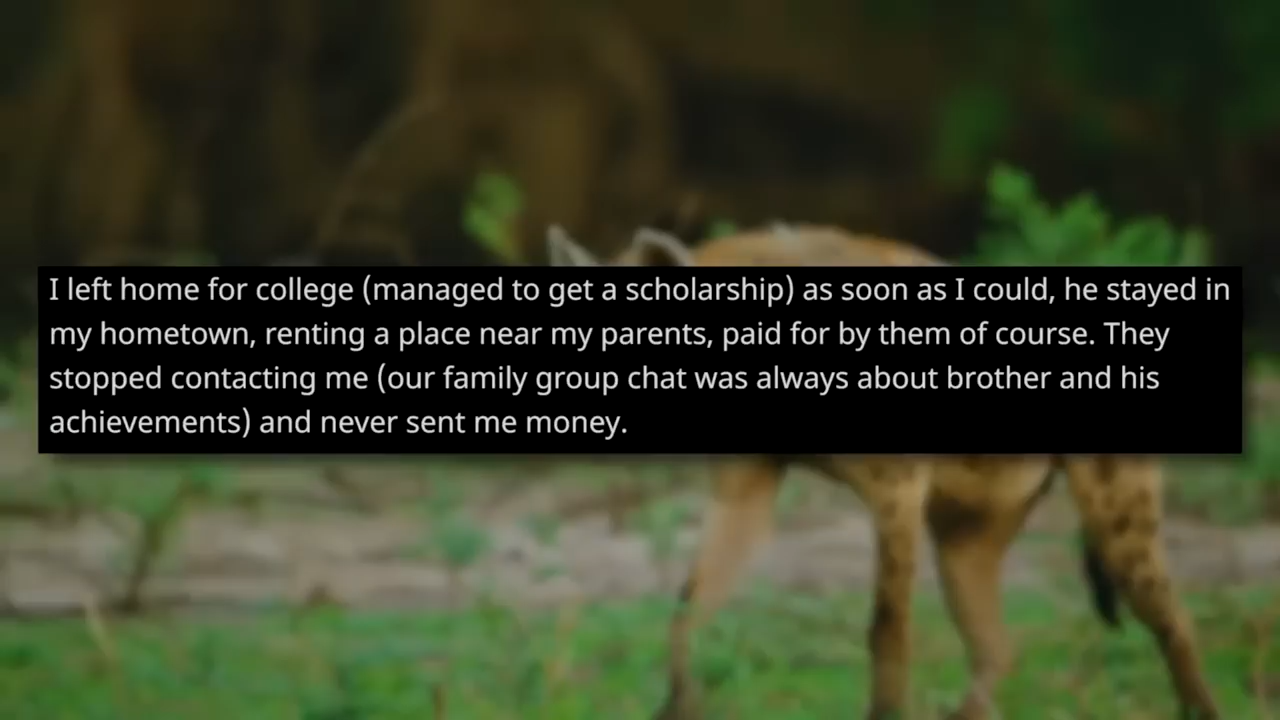 I left home for college (managed to get a scholarship) as soon as I could, he stayed in
my hometown, renting a place near my parents, paid for by them of course. They
stopped contacting me (our family group chat was always about brother and his
achievements) and never sent me money.